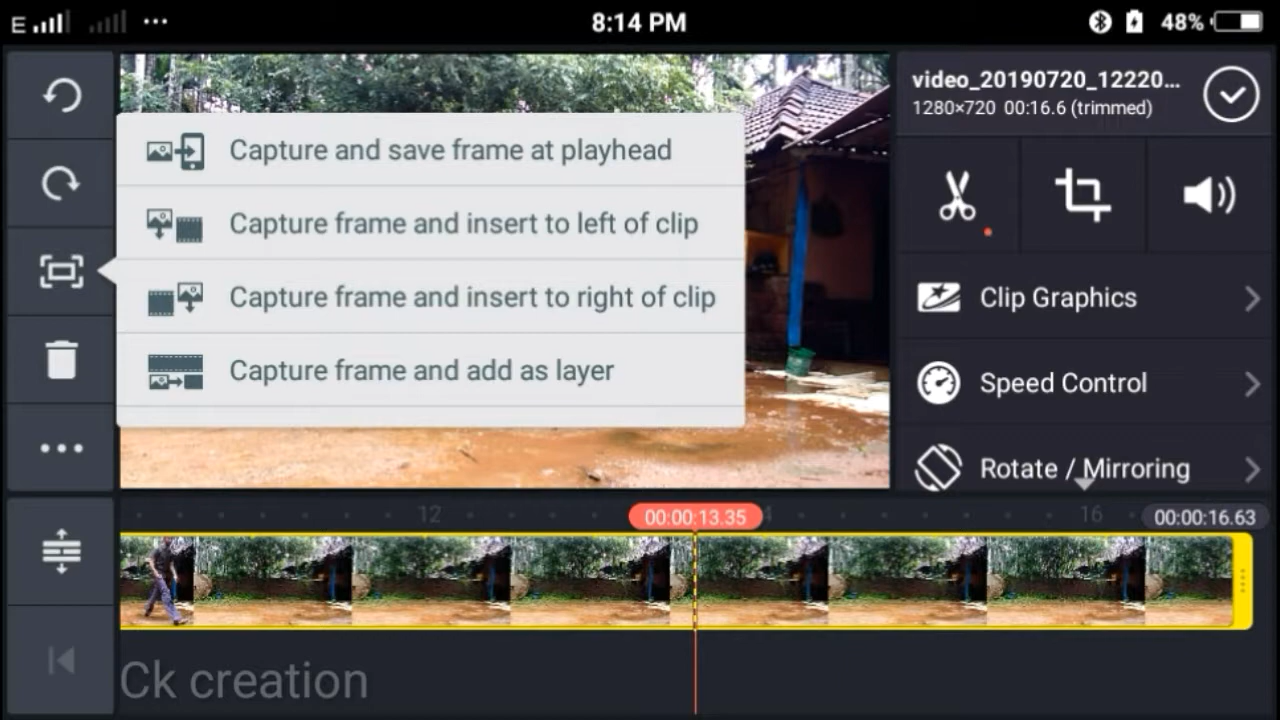 E
8:14 PM
48%
video_20190720_12220...
1280×720 00:16.6 (trimmed)
Capture and save frame at playhead
Capture frame and insert to left of clip
Capture frame and insert to right of clip
Capture frame and add as layer
Clip Graphics
Speed Control
Rotate / Mirroring
12
00:00:13.35
4
16
00:00:16.63
Ck creation